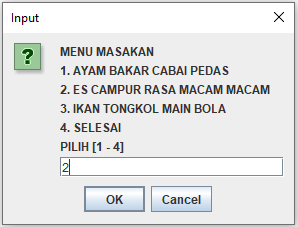 Input
MENU MASAKAN
1. AYAM BAKAR CABAI PEDAS
2. ES CAMPUR RASA MACAM MACAM
3. IKAN TONGKOL MAIN BOLA
4. SELESAI
PILIH [1 - 4]
2
OK Cancel